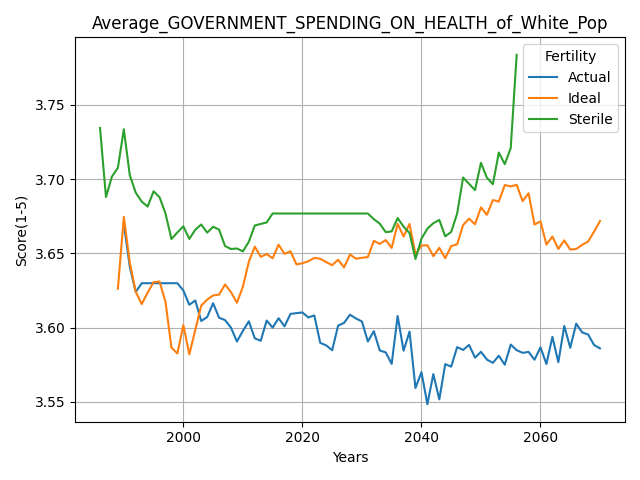 Average_GOVERNMENT_SPENDING_ON_HEALTH_of_White_Pop
Fertility
Actual
Ideal
Sterile
Score(1-5)
3.75
3.70
3.65
3.60
3.55
2000
2020
2040
2060
Years